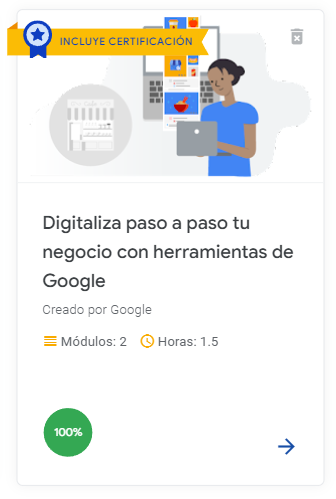 INCLUYE CERTIFICACIÓN
Digitaliza paso a paso tu
negocio con herramientas de
Google
Creado por Google
Módulos: 2 Horas: 1.5
100%